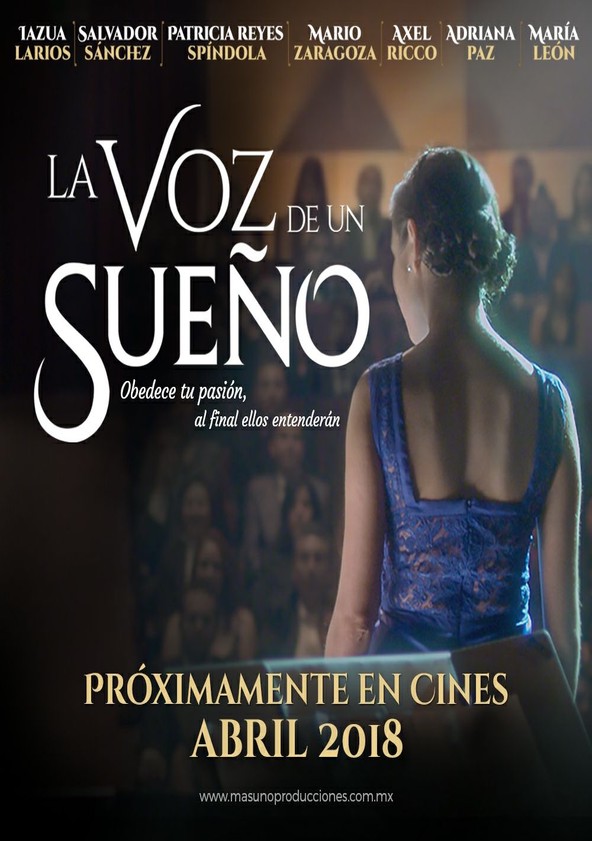 IAZUA SALVADOR PATRICIA REYES MARIO AXEL ADRIANA MARÍA
LARIOS SÁNCHEZ SPÍNDOLA ZARAGOZA RICCO PAZ LEÓN
LA VOZ DE UN
SUEÑO
Obedece tu pasión,
al final ellos entenderán
PRÓXIMAMENTE EN CINES
ABRIL 2018
www.masunoproducciones.com.mx